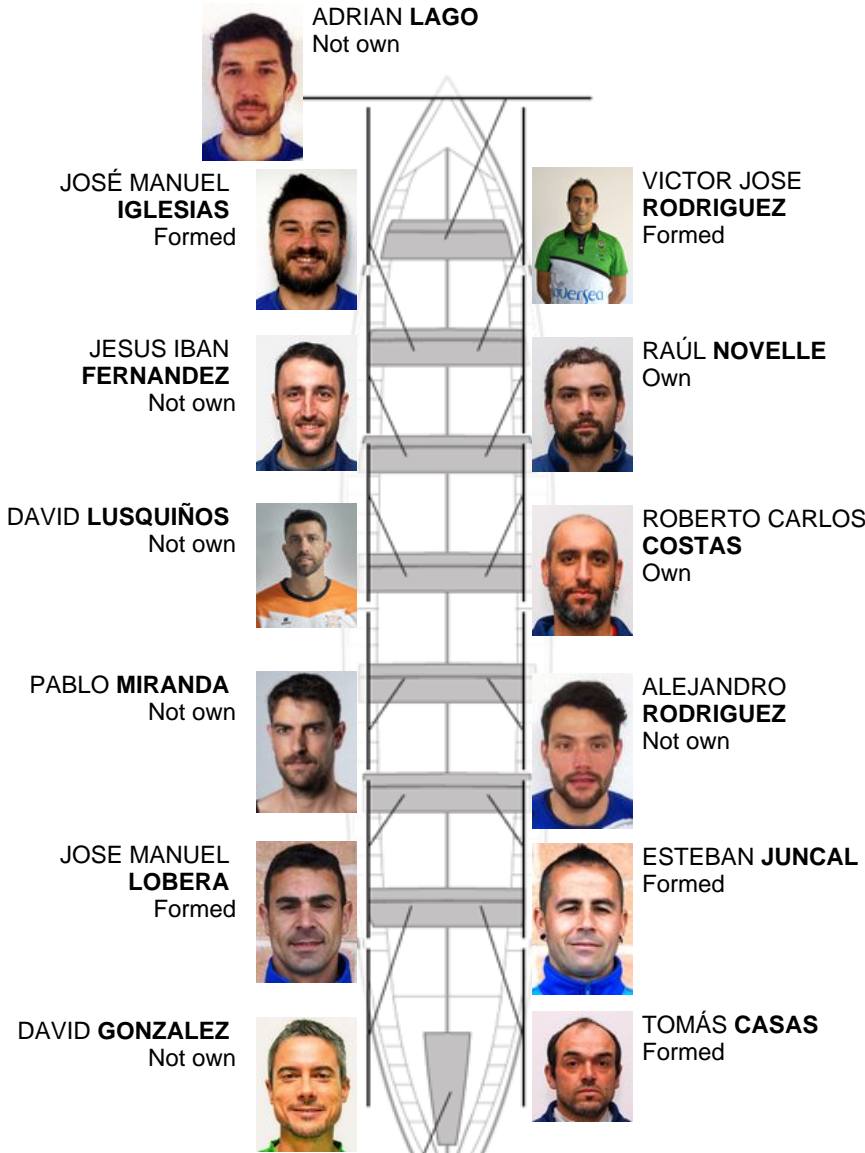 ADRIAN LAGO
Not own
JOSÉ MANUEL
IGLESIAS
Formed
VICTOR JOSE
RODRIGUEZ
Formed
JESUS IBAN
FERNANDEZ
Not own
RAÚL NOVELLE
Own
DAVID LUSQUIÑOS
Not own
ROBERTO CARLOS
COSTAS
Own
PABLO MIRANDA
Not own
ALEJANDRO
RODRIGUEZ
Not own
JOSE MANUEL
LOBERA
Formed
ESTEBAN JUNCAL
Formed
DAVID GONZALEZ
Not own
TOMÁS CASAS
Formed